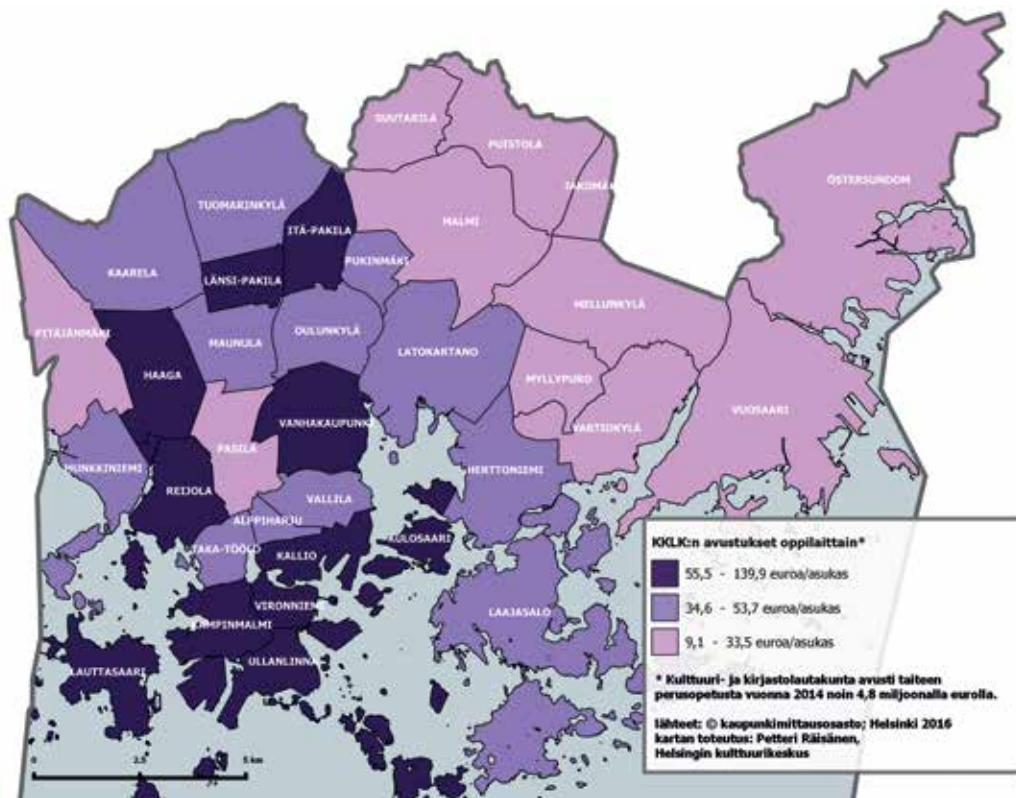 SUUTARILA
PUISTOLA
JAKOMÄKI
ÖSTERSUNDOM
TUOMARINKYLÄ
MALMI
ITÄ-PAKILA
PUKINMÄKI
KAARELA
LÄNSI-PAKILA
MELLUNKYLÄ
PITÄJÄNMÄKI
OULUNKYLÄ
MAUNULA
LATOKARTANO
HAAGA
MYLLYPURO
VUOSAARI
VANHAKAUPUNKI
VARTIOKYLÄ
PASILA
MUNKKINIEMI
HERTTONIEMI
REIJOLA
VALLILA
ALPPIHARJU
KULOSAARI
TAKA-TÖÖLÖ
KALLIO
VIRONNIEMI
LAAJASALO
KAMPINMALMI
ULLANLINNA
LAUTTASAARI
KKLK:n avustukset oppilaittain*
55,5 - 139,9 euroa/asukas
34,6 - 53,7 euroa/asukas
9,1 - 33,5 euroa/asukas
* Kulttuuri- ja kirjastolautakunta avusti taiteen
perusopetusta vuonna 2014 noin 4,8 miljoonalla eurolla.
lähteet: © kaupunkimittausosasto; Helsinki 2016
kartan toteutus: Petteri Räisänen,
Helsingin kulttuurikeskus
0 2.5 5 km